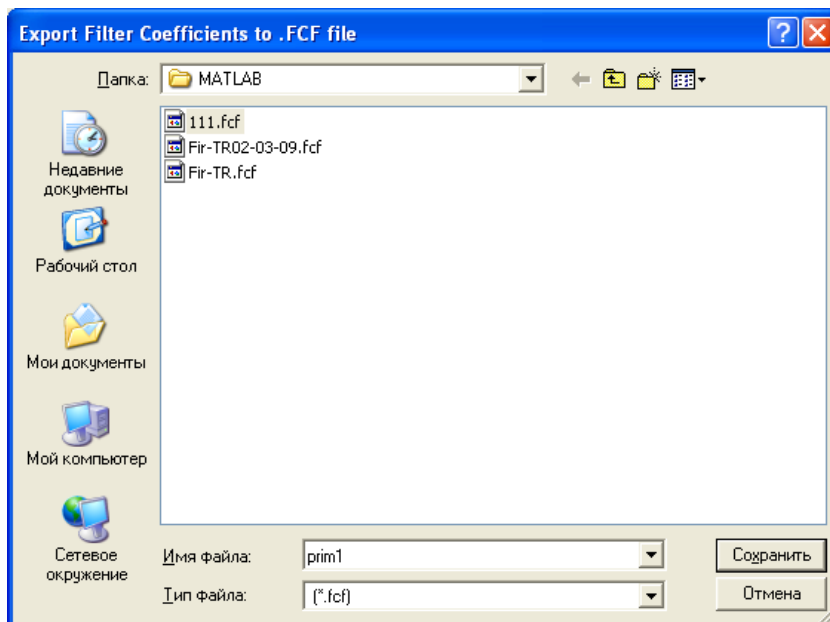 Export Filter Coefficients to .FCF file
Папка: MATLAB
111.fcf
Fir-TR02-03-09.fcf
Fir-TR.fcf
Недавние
документы
Рабочий стол
Мои документы
Мой компьютер
Сетевое
окружение
Имя файла: prim1 Сохранить
Тип файла: (*.fcf) Отмена